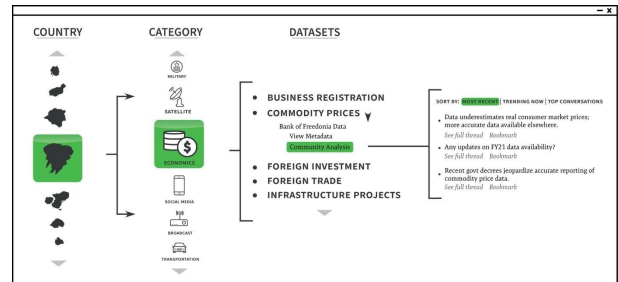 COUNTRY
CATEGORY
DATASETS
MILITARY
SATELLITE
ECONOMICS
SOCIAL MEDIA
BROADCAST
TRANSPORTATION
BUSINESS REGISTRATION
COMMODITY PRICES
Bank of Freedonia Data
View Metadata
Community Analysis
FOREIGN INVESTMENT
FOREIGN TRADE
INFRASTRUCTURE PROJECTS
SORT BY: MOST RECENT | TRENDING NOW | TOP CONVERSATIONS
Data underestimates real consumer market prices;
more accurate data available elsewhere.
See full thread Bookmark
Any updates on FY21 data availability?
See full thread Bookmark
Recent govt decrees jeopardize accurate reporting of
commodity price data.
See full thread Bookmark